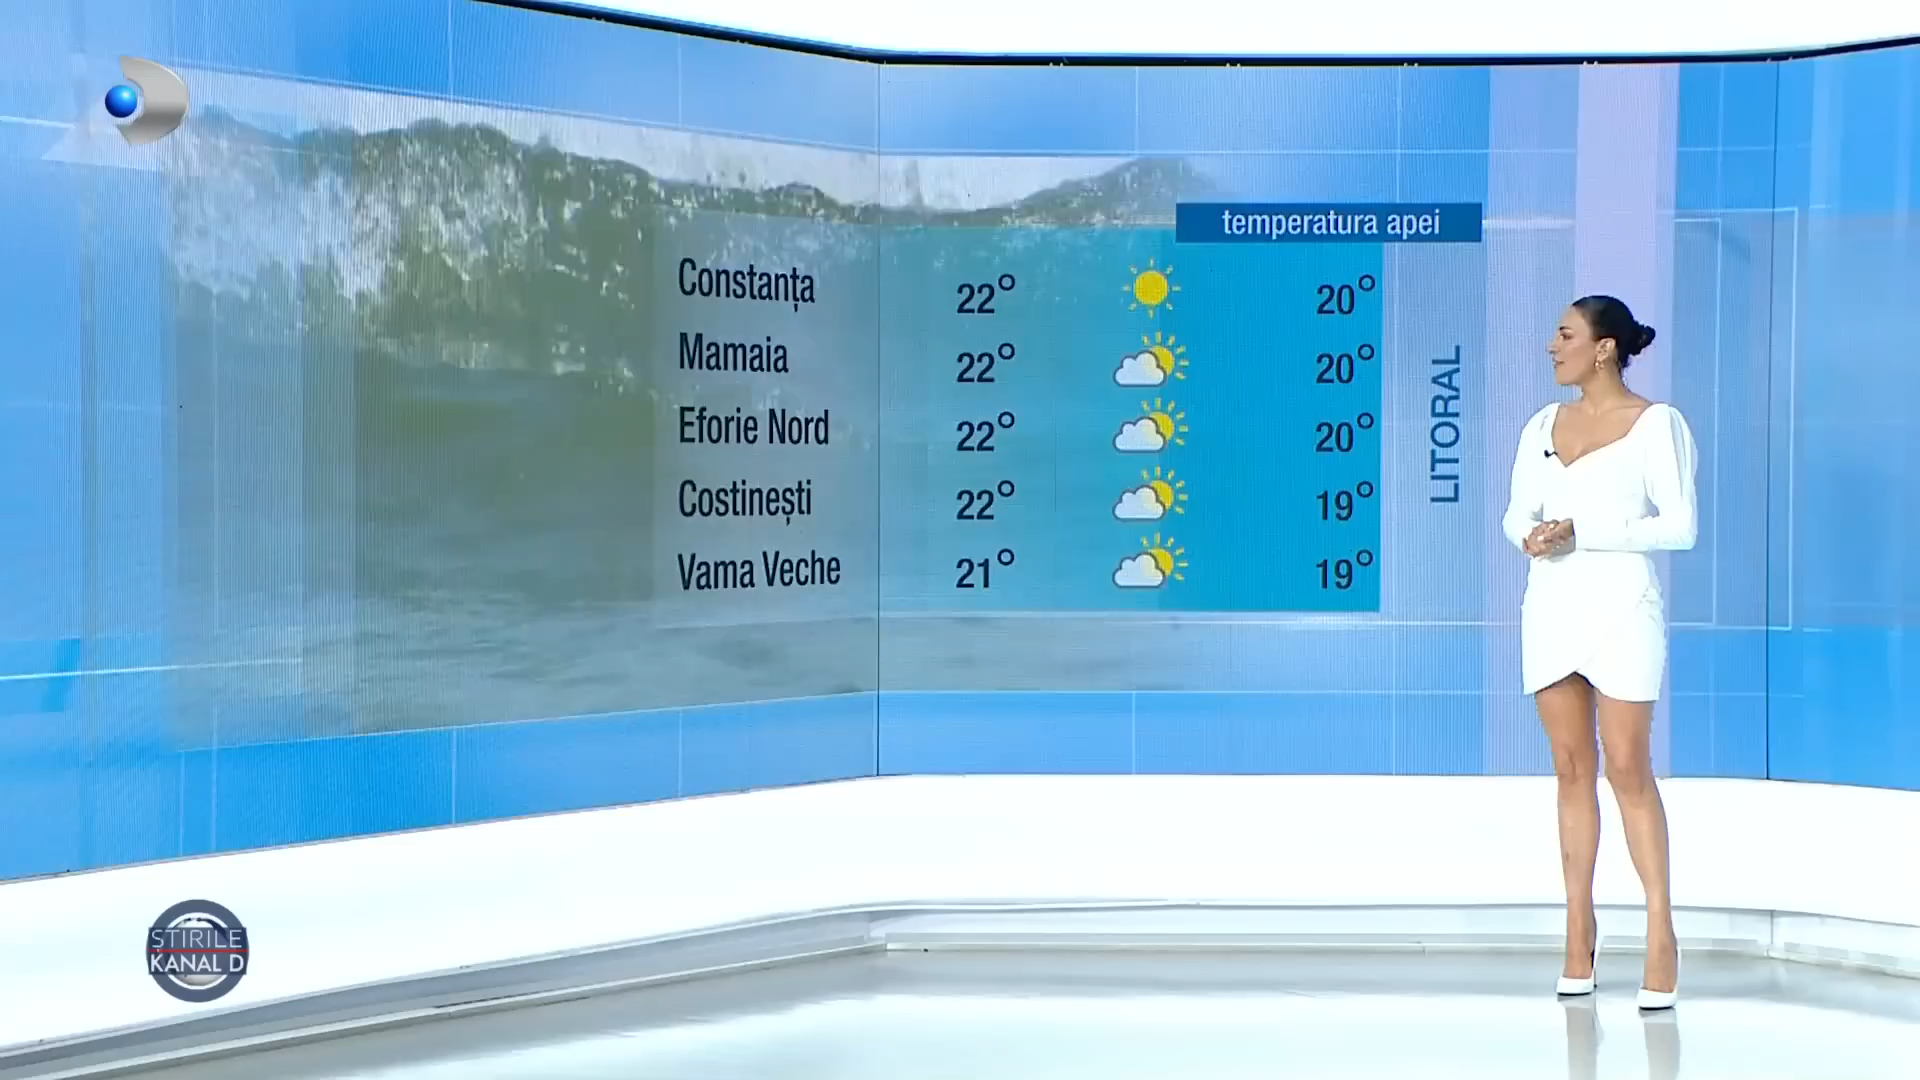 temperatura apei
Constanța 22° 20°
Mamaia 22° 20°
Eforie Nord 22° 20°
Costinești 22° 19°
Vama Veche 21° 19°
LITORAL
ȘTIRILE
KANAL D